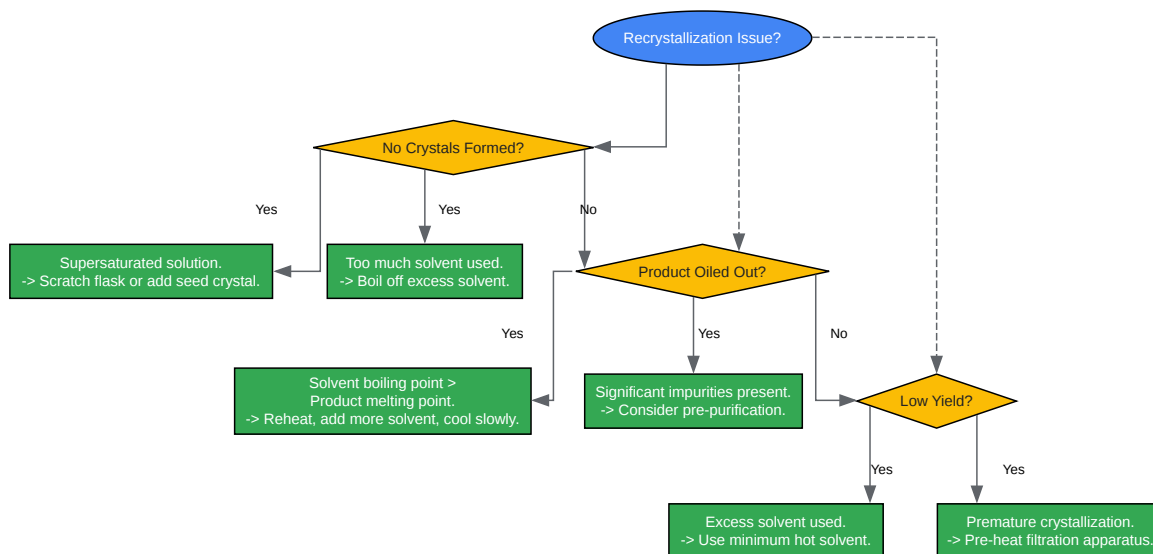 Recrystallization Issue?
No Crystals Formed?
Yes
Yes
No
Supersaturated solution.
-> Scratch flask or add seed crystal.
Too much solvent used.
-> Boil off excess solvent.
Product Oiled Out?
Yes
Yes
No
Solvent boiling point >
Product melting point.
-> Reheat, add more solvent, cool slowly.
Significant impurities present.
-> Consider pre-purification.
Low Yield?
Yes
Yes
Excess solvent used.
-> Use minimum hot solvent.
Premature crystallization.
-> Pre-heat filtration apparatus.